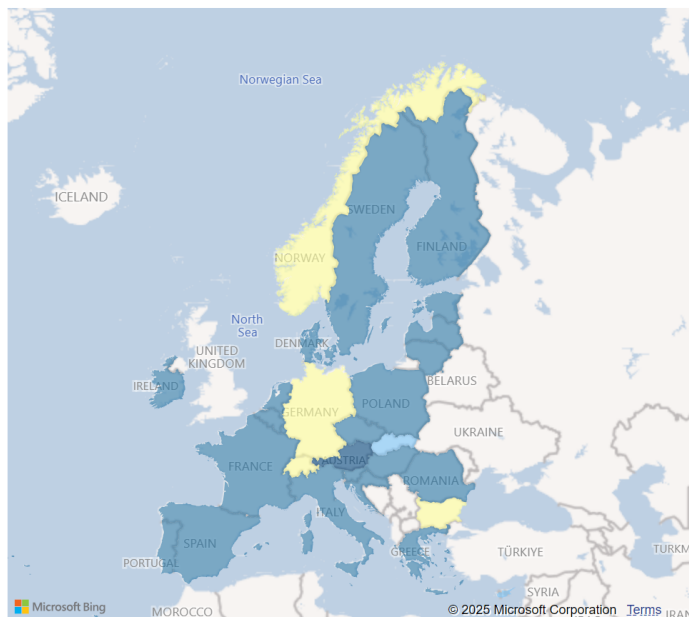 Norwegian Sea
ICELAND
SWEDEN
FINLAND
NORWAY
North
Sea
DENMARK
UNITED
KINGDOM
IRELAND
BELARUS
POLAND
GERMANY
UKRAINE
AUSTRIA
FRANCE
ROMANIA
ITALY
SPAIN
PORTUGAL
GREECE
TÜRKIYE
TURKM
SYRIA
MOROCCO
IRAN
Microsoft Bing
© 2025 Microsoft Corporation Terms